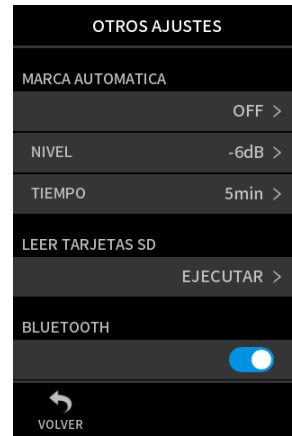 OTROS AJUSTES
MARCA AUTOMATICA
OFF >
NIVEL -6dB >
TIEMPO 5min >
LEER TARJETAS SD
EJECUTAR >
BLUETOOTH
VOLVER